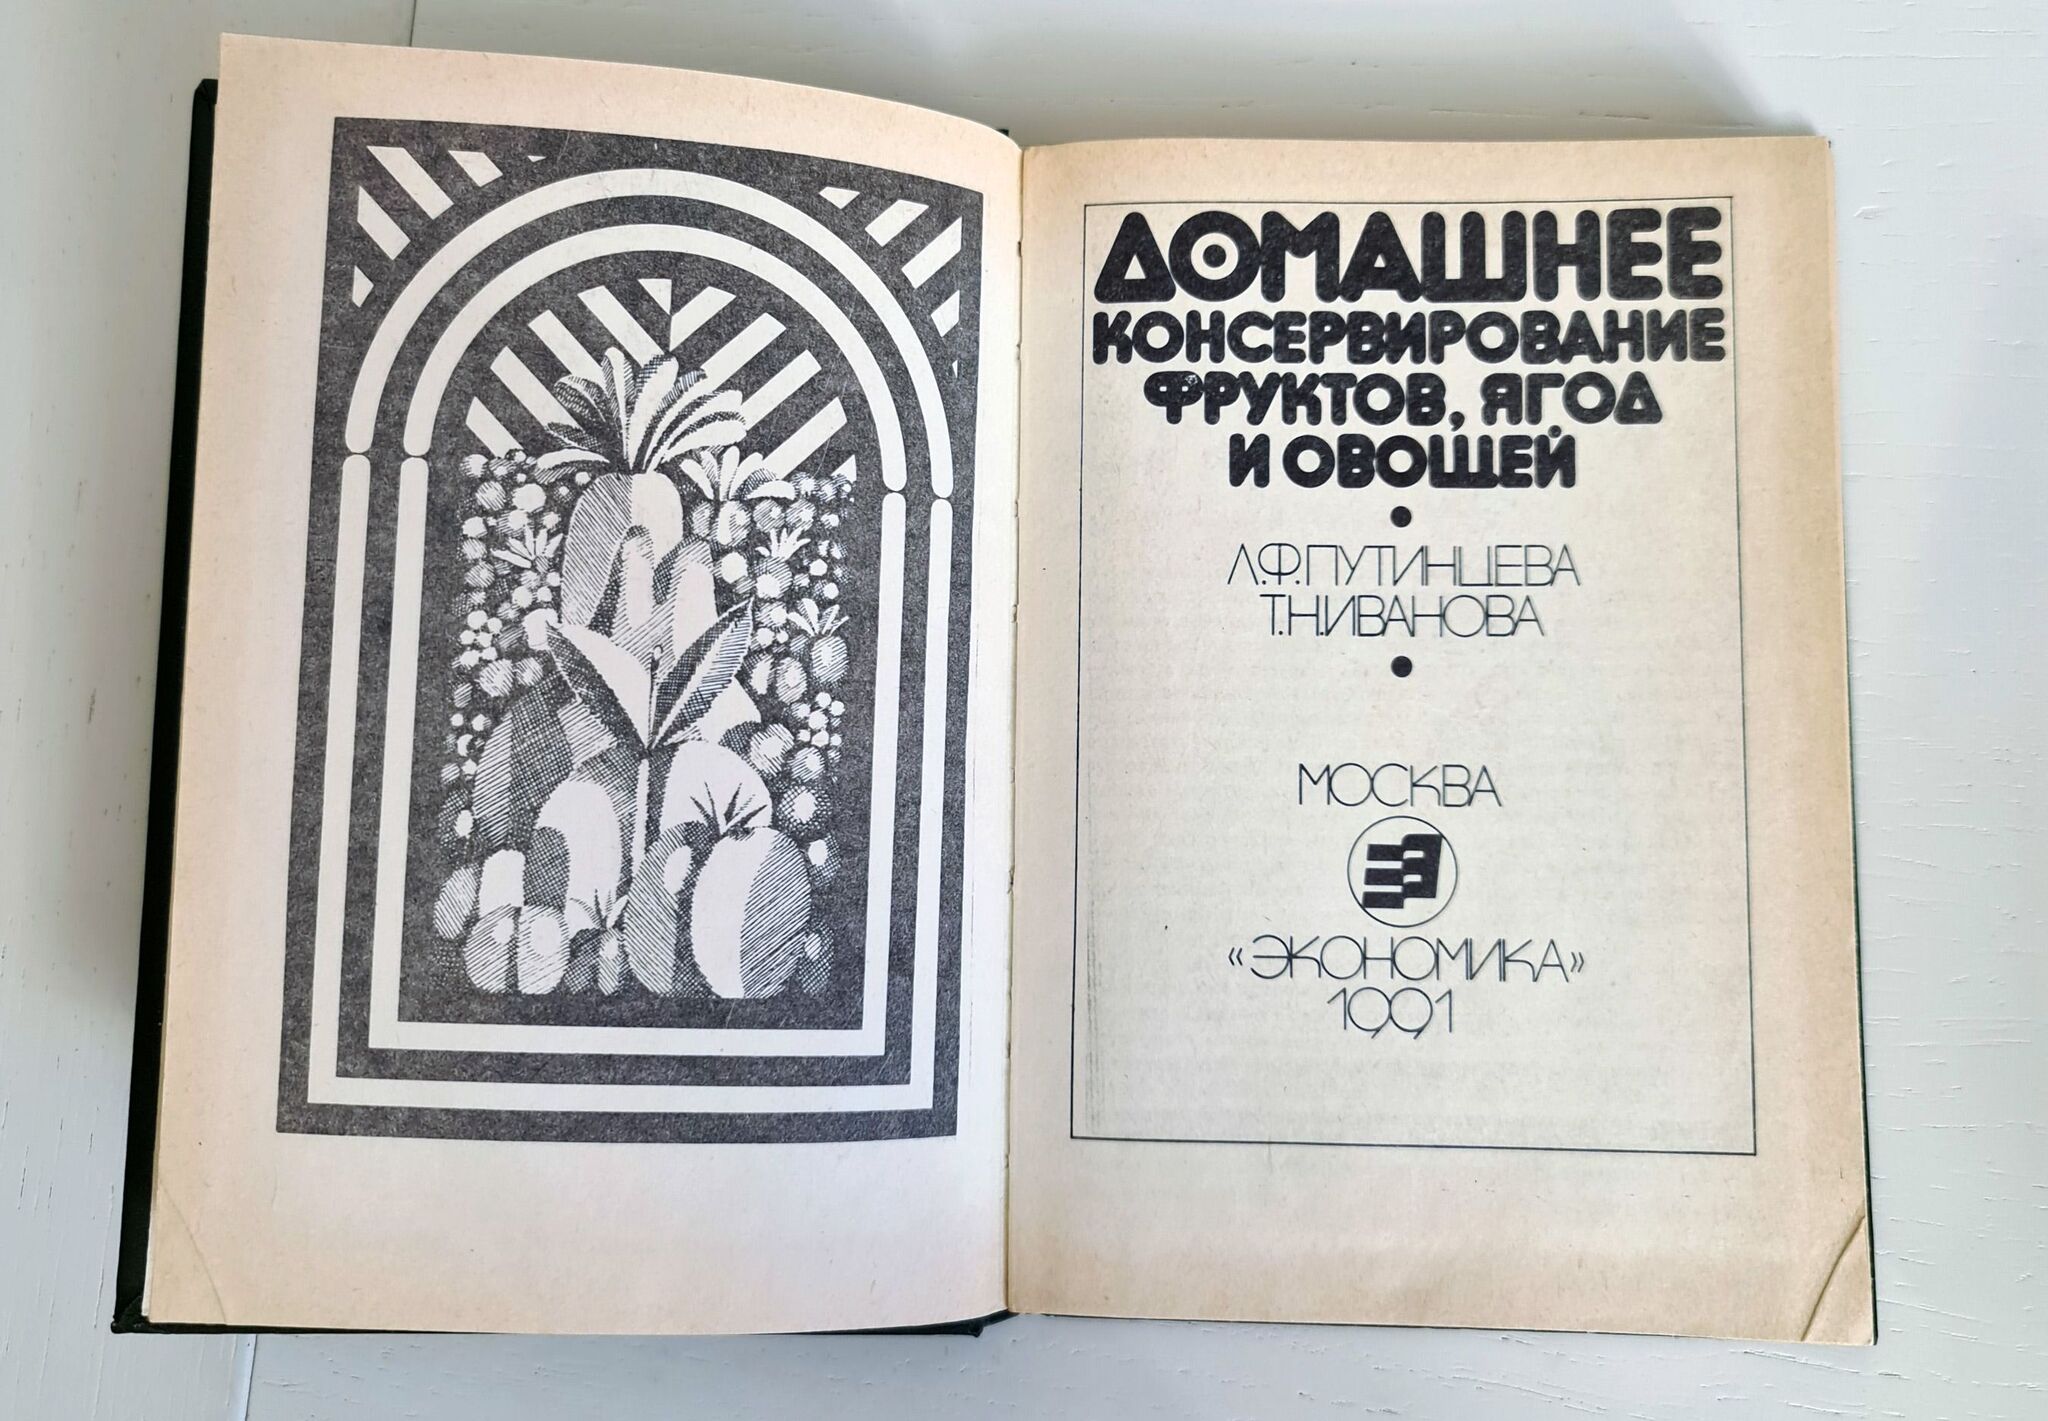 ДОМАШНЕЕ
КОНСЕРВИРОВАНИЕ
ФРУКТОВ, ЯГОД
И ОВОЩЕЙ
Л.Ф.ПУТИНЦЕВА
Т.Н.ИВАНОВА
МОСКВА
«ЭКОНОМИКА»
1991